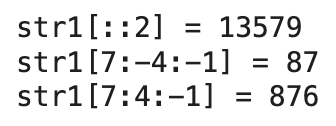 str1[::2] = 13579
str1[7:-4:-1] = 87
str1[7:4:-1] = 876